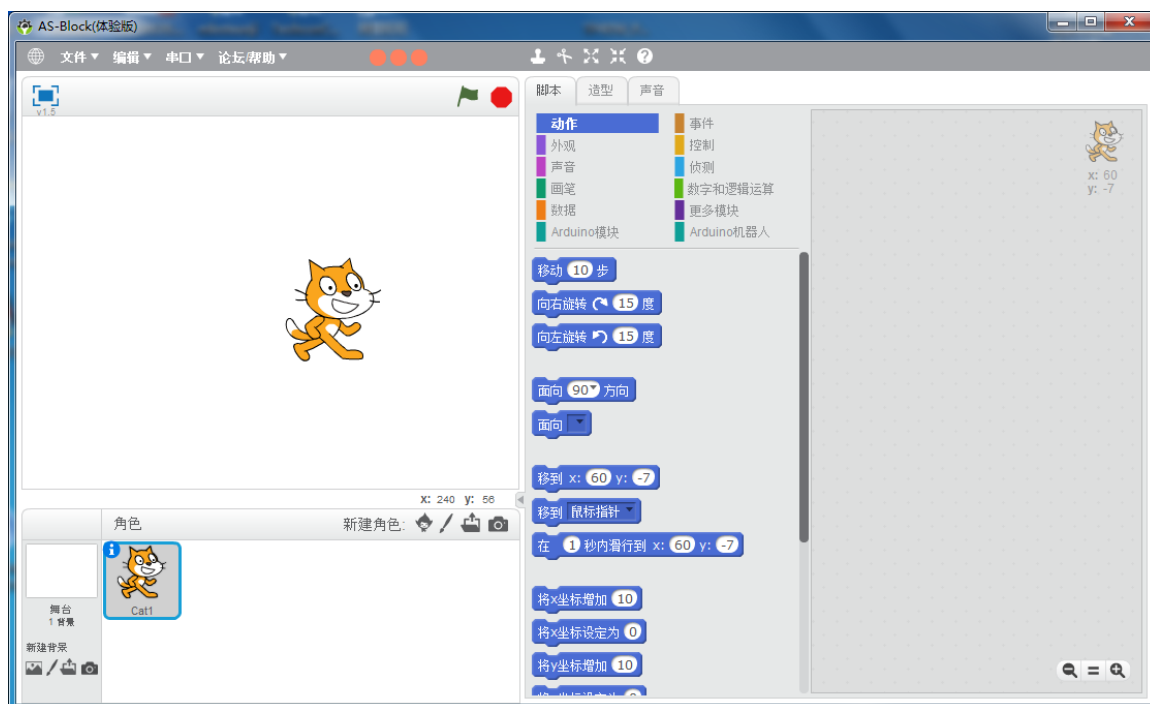 AS-Block(体验版)
文件 编辑 串口 论坛/帮助
v1.5
脚本 造型 声音
动作 事件
外观 控制
声音 侦测
画笔 数字和逻辑运算
数据 更多模块
Arduino模块 Arduino机器人
x: 60
y: -7
移动 10 步
向右旋转 15 度
向左旋转 15 度
面向 90 方向
面向
移到 x: 60 y: -7
移到 鼠标指针
在 1 秒内滑行到 x: 60 y: -7
将x坐标增加 10
将x坐标设定为 0
将y坐标增加 10
x: 240 y: 56
角色 新建角色:
Cat1
舞台
1 背景
新建背景